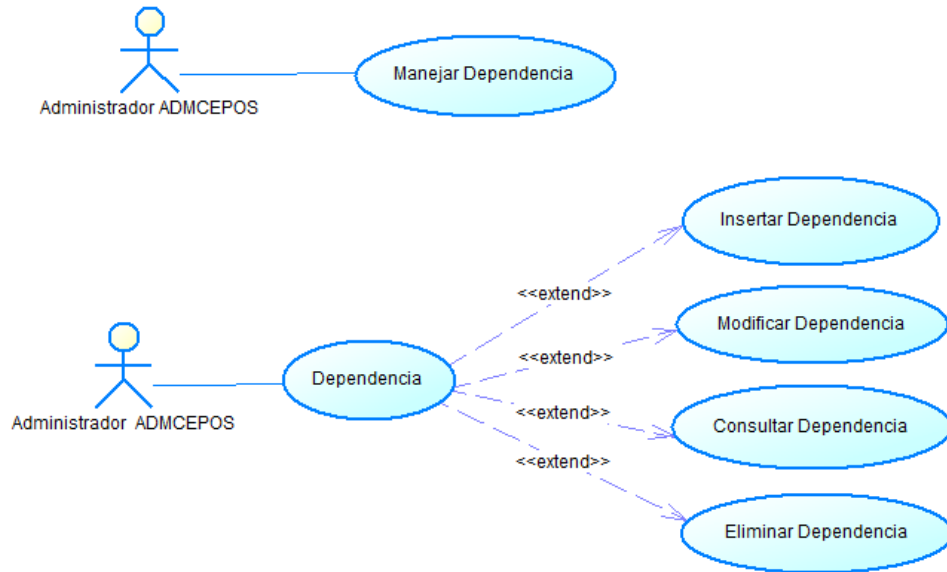 Manejar Dependencia
Administrador ADMCEPOS
Insertar Dependencia
<<extend>>
Modificar Dependencia
<<extend>>
Dependencia
Administrador ADMCEPOS
<<extend>>
Consultar Dependencia
<<extend>>
Eliminar Dependencia